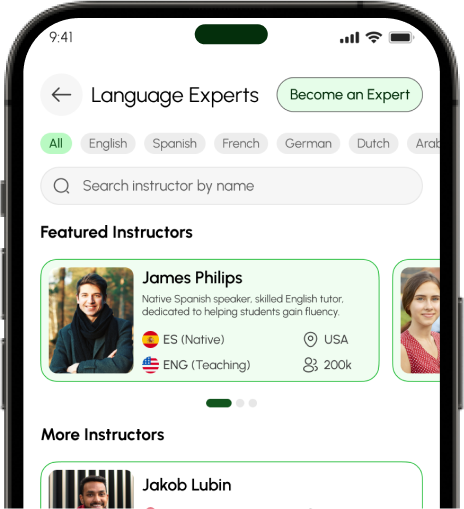 9:41
Language Experts
Become an Expert
All
English
Spanish
French
German
Dutch
Arab
Search instructor by name
Featured Instructors
James Philips
Native Spanish speaker, skilled English tutor,
dedicated to helping students gain fluency.
ES (Native)
USA
ENG (Teaching)
200k
More Instructors
Jakob Lubin